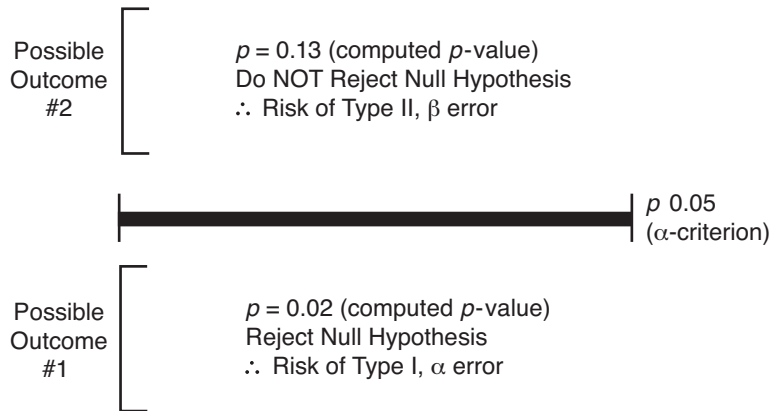 Possible
Outcome
#2
p = 0.13 (computed p-value)
Do NOT Reject Null Hypothesis
∴ Risk of Type II, β error
p 0.05
(α-criterion)
Possible
Outcome
#1
p = 0.02 (computed p-value)
Reject Null Hypothesis
∴ Risk of Type I, α error